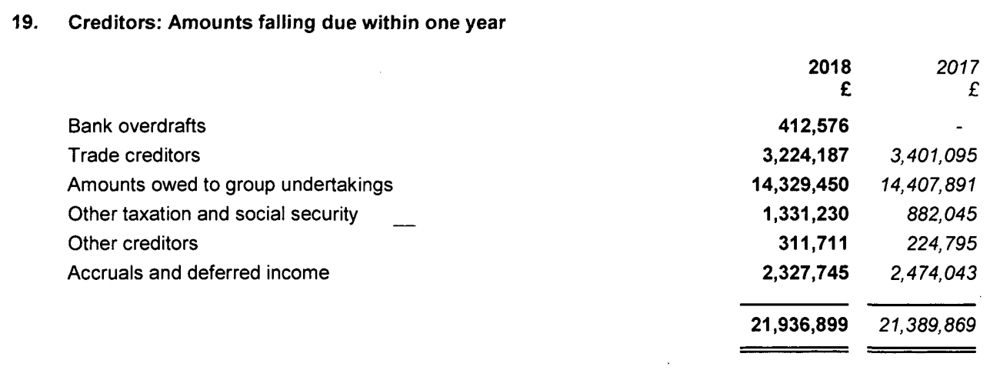 19. Creditors: Amounts falling due within one year
2018 2017
£ £
Bank overdrafts 412,576 -
Trade creditors 3,224,187 3,401,095
Amounts owed to group undertakings 14,329,450 14,407,891
Other taxation and social security 1,331,230 882,045
Other creditors 311,711 224,795
Accruals and deferred income 2,327,745 2,474,043
21,936,899 21,389,869